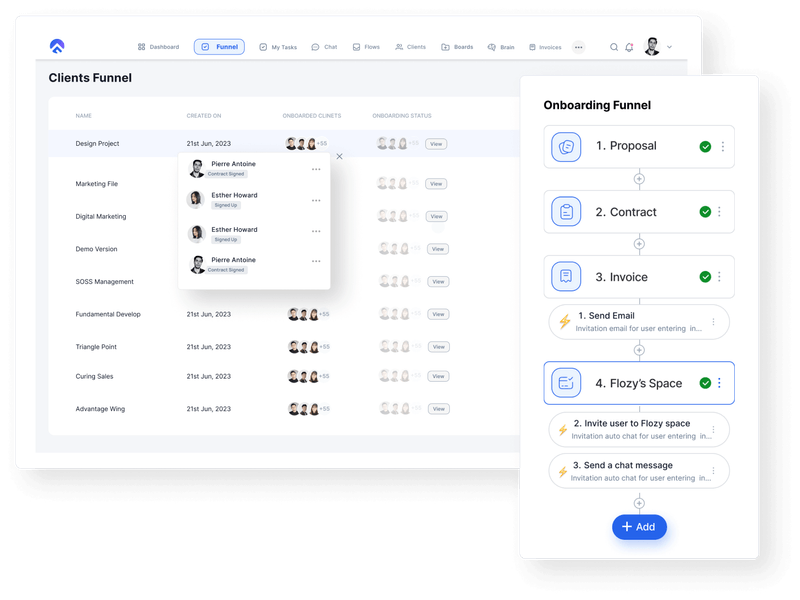 Dashboard Funnel My Tasks Chat Flows Clients Boards Brain Invoices
Clients Funnel
NAME CREATED ON ONBOARDED CLINETS ONBOARDING STATUS
Design Project 21st Jun, 2023 +55 +55 View
Pierre Antoine
Contract Signed
Esther Howard
Signed Up
Esther Howard
Signed Up
Pierre Antoine
Contract Signed
Marketing File +55 View
Digital Marketing +55 View
Demo Version +55 View
SOSS Management +55 View
Fundamental Develop 21st Jun, 2023 +55 +55 View
Triangle Point 21st Jun, 2023 +55 +55 View
Curing Sales 21st Jun, 2023 +55 +55 View
Advantage Wing 21st Jun, 2023 +55 +55 View
Onboarding Funnel
1. Proposal
2. Contract
3. Invoice
1. Send Email
Invitation email for user entering in...
4. Flozy's Space
2. Invite user to Flozy space
Invitation auto chat for user entering in...
3. Send a chat message
Invitation auto chat for user entering in...
+ Add